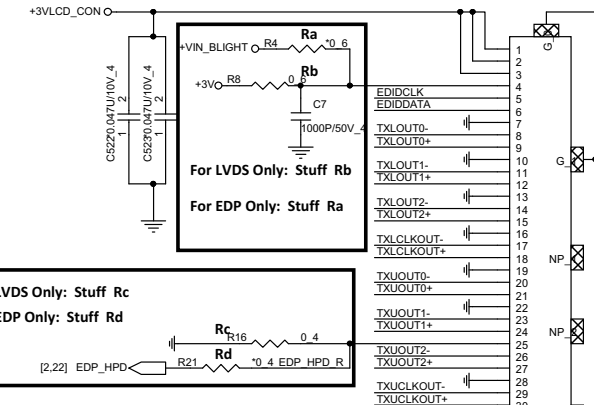 +3VLCD_CON
C522 *0.047U/10V_4
1 2
C523 *0.047U/10V_4
1 2
Ra
+VIN_BLIGHT R4 *0_6
Rb
+3V R8 0_6
C7
1000P/50V_4
For LVDS Only: Stuff Rb
For EDP Only: Stuff Ra
LVDS Only: Stuff Rc
EDP Only: Stuff Rd
Rc
R16 0_4
Rd
[2,22] EDP_HPD R21 *0_4 EDP_HPD_R
EDIDCLK
EDIDDATA
TXLOUT0-
TXLOUT0+
TXLOUT1-
TXLOUT1+
TXLOUT2-
TXLOUT2+
TXLCLKOUT-
TXLCLKOUT+
TXUOUT0-
TXUOUT0+
TXUOUT1-
TXUOUT1+
TXUOUT2-
TXUOUT2+
TXUCLKOUT-
TXUCLKOUT+
1
2
3
4
5
6
7
8
9
10
11
12
13
14
15
16
17
18
19
20
21
22
23
24
25
26
27
28
29
30